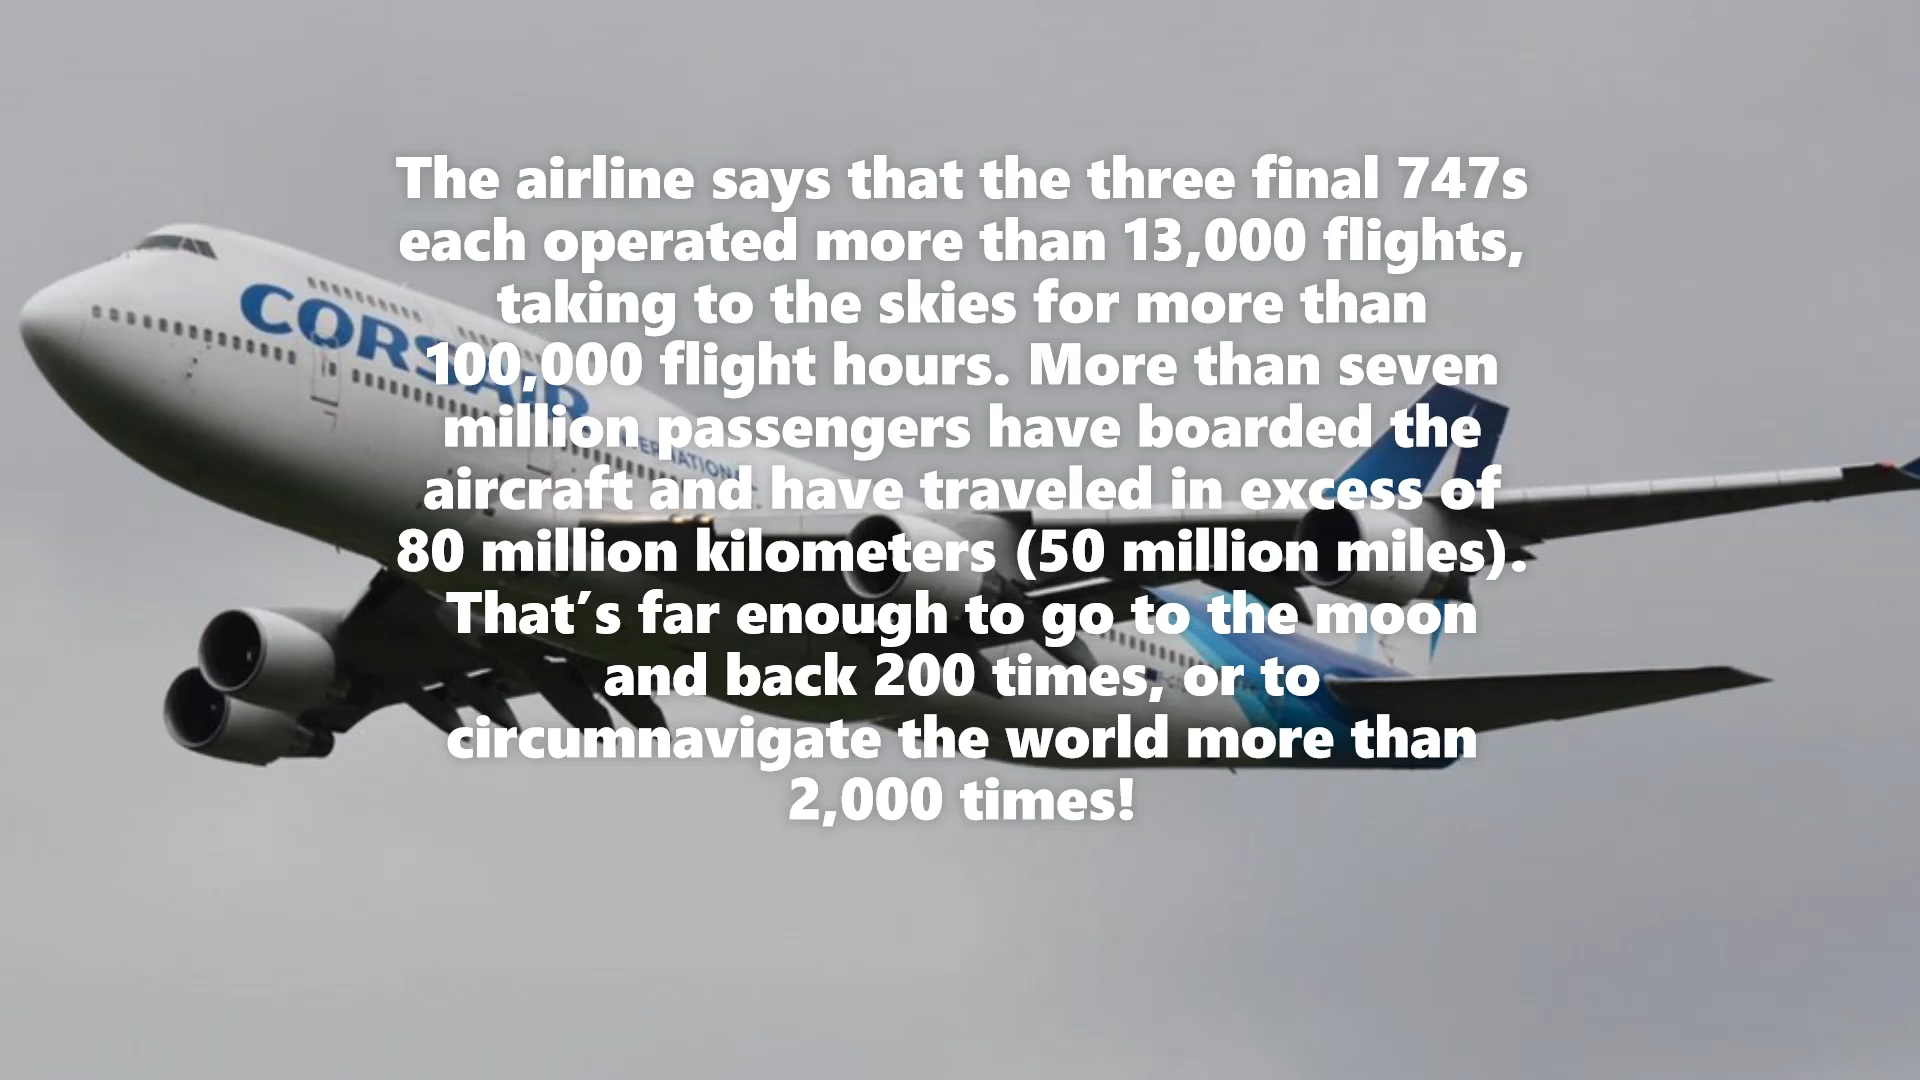 The airline says that the three final 747s
each operated more than 13,000 flights,
taking to the skies for more than
100,000 flight hours. More than seven
million passengers have boarded the
aircraft and have traveled in excess of
80 million kilometers (50 million miles).
That's far enough to go to the moon
and back 200 times, or to
circumnavigate the world more than
2,000 times!
CORSAIR
INTERNATIONAL